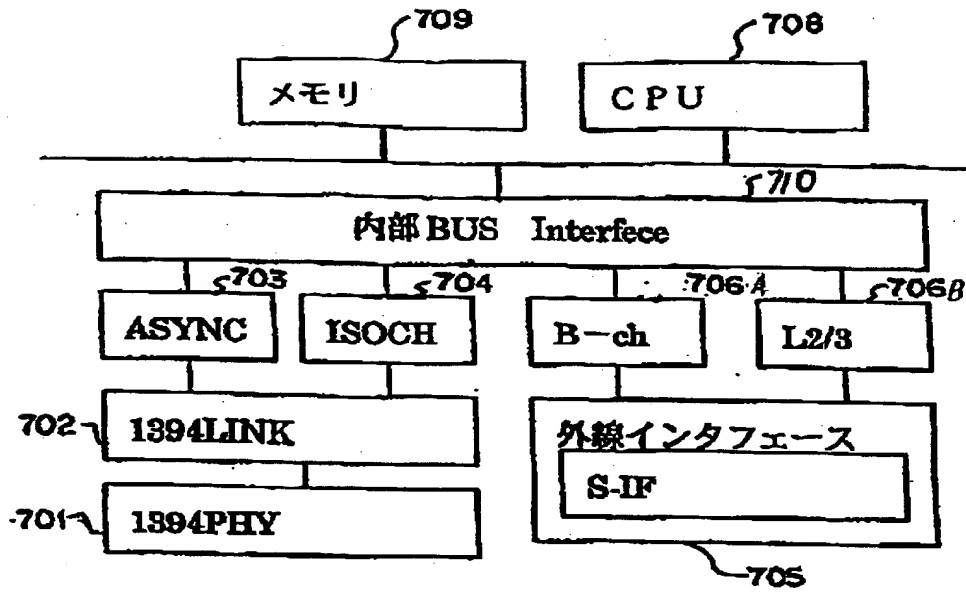 709
708
メモリ
CPU
710
内部BUS Interfece
703
704
706A
706B
ASYNC
ISOCH
B-ch
L2/3
702
1394LINK
外線インタフェース
S-IF
701
1394PHY
705